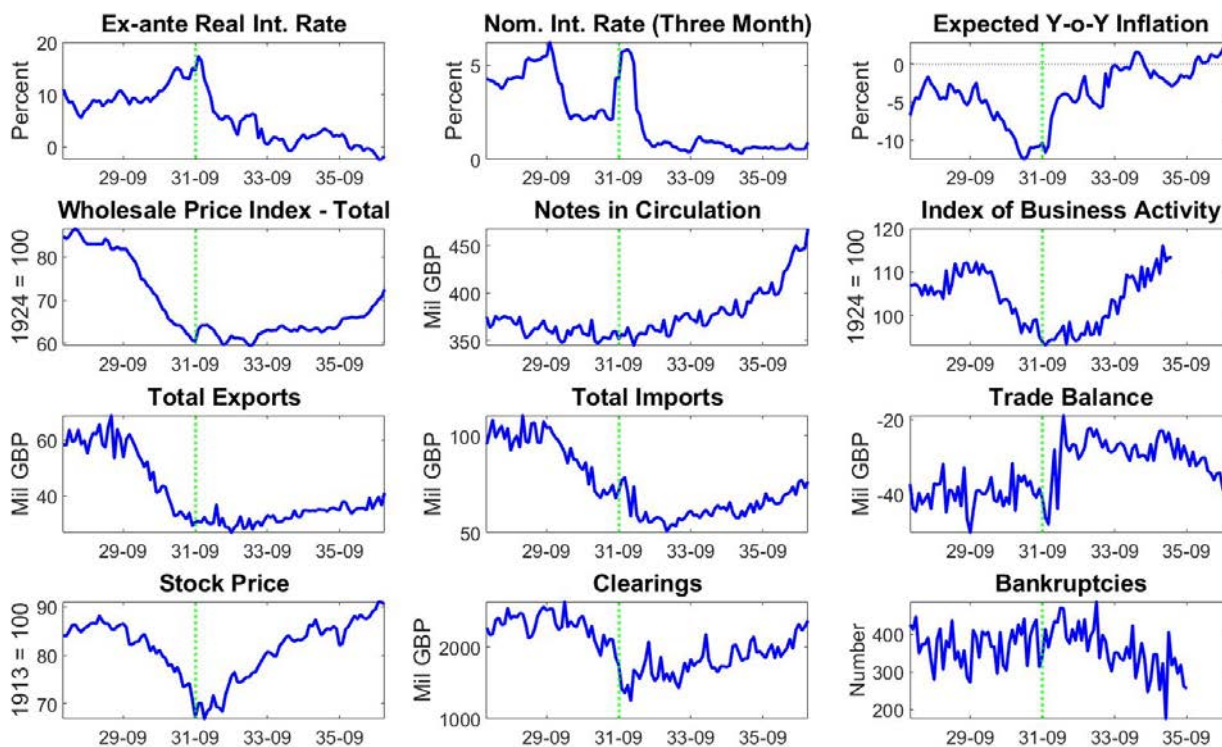 Ex-ante Real Int. Rate
Percent
20
10
0
29-09 31-09 33-09 35-09
Nom. Int. Rate (Three Month)
Percent
5
0
29-09 31-09 33-09 35-09
Expected Y-o-Y Inflation
Percent
0
-5
-10
29-09 31-09 33-09 35-09
Wholesale Price Index - Total
1924 = 100
80
70
60
29-09 31-09 33-09 35-09
Notes in Circulation
Mil GBP
450
400
350
29-09 31-09 33-09 35-09
Index of Business Activity
1924 = 100
120
110
100
29-09 31-09 33-09 35-09
Total Exports
Mil GBP
60
40
29-09 31-09 33-09 35-09
Total Imports
Mil GBP
100
50
29-09 31-09 33-09 35-09
Trade Balance
Mil GBP
-20
-40
29-09 31-09 33-09 35-09
Stock Price
1913 = 100
90
80
70
29-09 31-09 33-09 35-09
Clearings
Mil GBP
2000
1000
29-09 31-09 33-09 35-09
Bankruptcies
Number
400
300
200
29-09 31-09 33-09 35-09